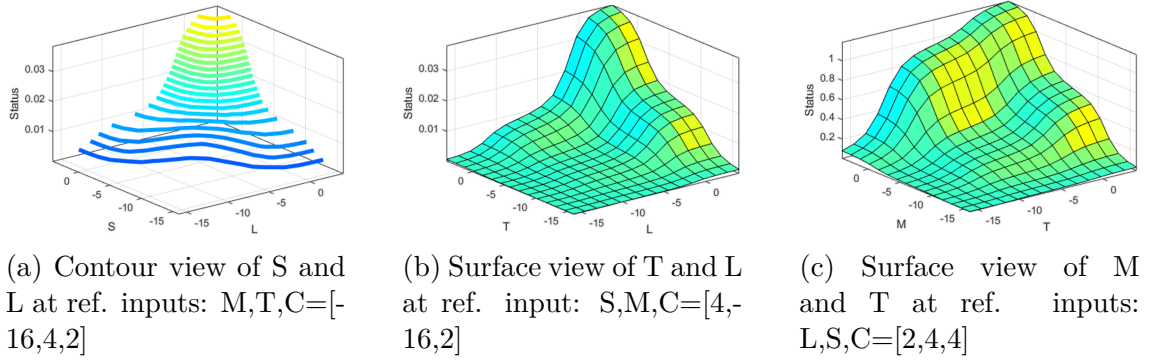 Status
0.03
0.02
0.01
0
-5
-10
-15
S
-15
-10
-5
0
L
(a) Contour view of S and
L at ref. inputs: M,T,C=[-
16,4,2]
Status
0.03
0.02
0.01
0
-5
-10
-15
T
-15
-10
-5
0
L
(b) Surface view of T and L
at ref. input: S,M,C=[4,-
16,2]
Status
1
0.8
0.6
0.4
0.2
0
-5
-10
-15
M
-15
-10
-5
0
T
(c) Surface view of M
and T at ref. inputs:
L,S,C=[2,4,4]